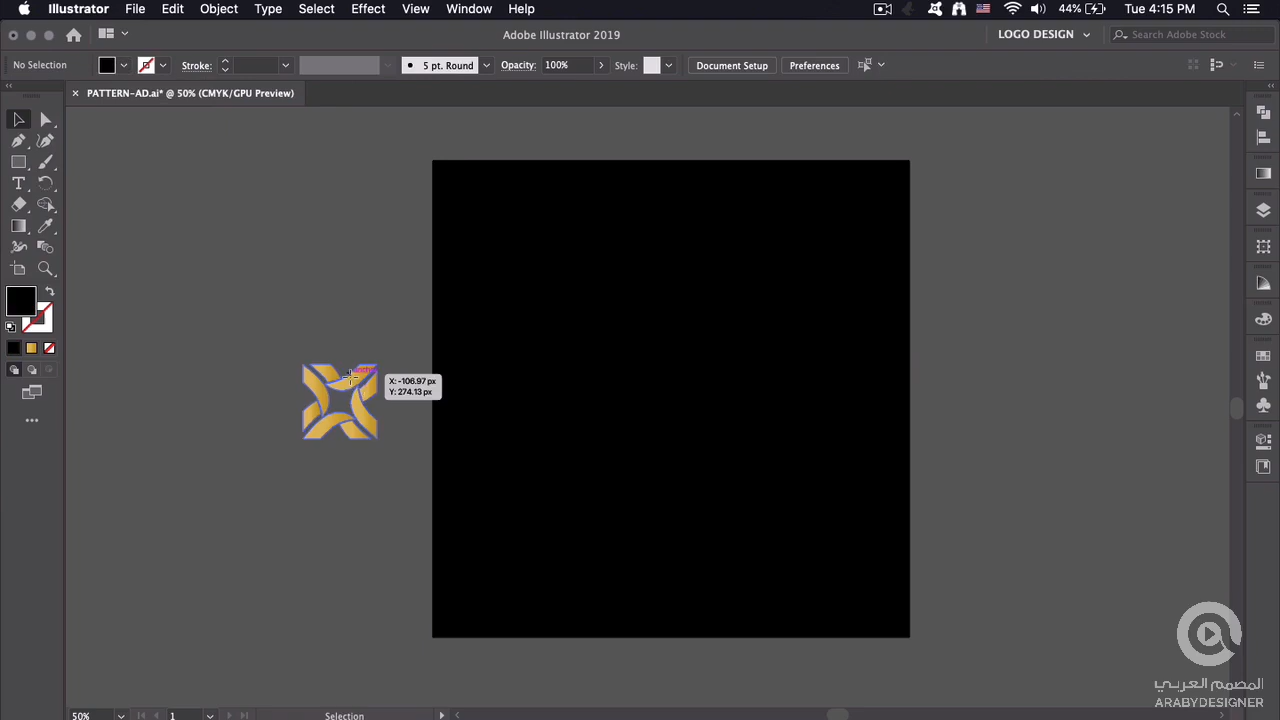 Illustrator File Edit Object Type Select Effect View Window Help 44% Tue 4:15 PM
Adobe Illustrator 2019 LOGO DESIGN Search Adobe Stock
No Selection Stroke: 5 pt. Round Opacity: 100% Style: Document Setup Preferences
PATTERN-AD.ai* @ 50% (CMYK/GPU Preview)
X: -106.97 px
Y: 274.13 px
المصمم العربي
ARABYDESIGNER
50% 1 Selection